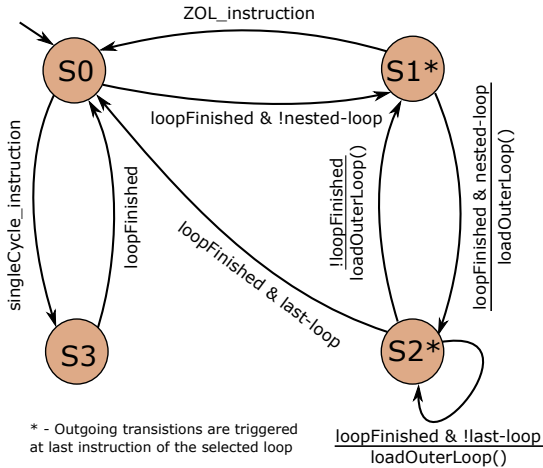 ZOL_instruction
S0
S1*
loopFinished & !nested-loop
singleCycle_instruction
loopFinished
loopFinished & last-loop
!loopFinished
loadOuterLoop()
loopFinished & nested-loop
loadOuterLoop()
S3
S2*
* - Outgoing transistions are triggered
at last instruction of the selected loop
loopFinished & !last-loop
loadOuterLoop()